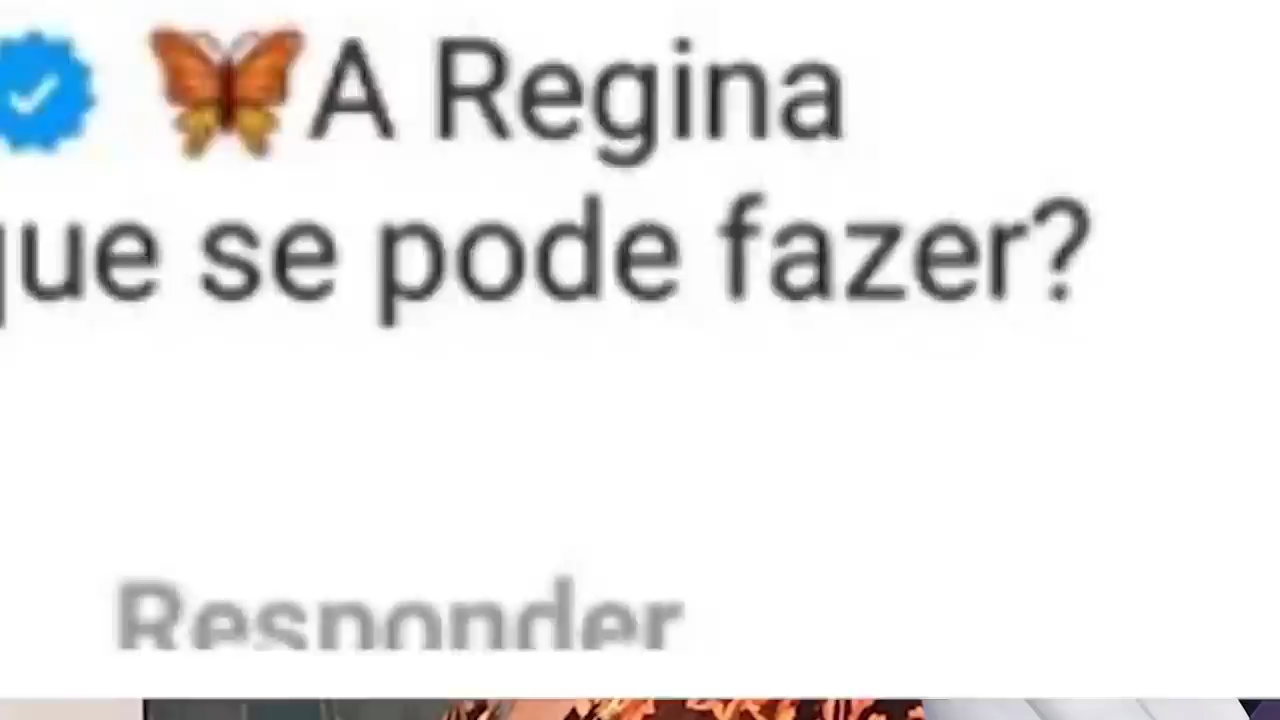 🦋A Regina
que se pode fazer?
Responder